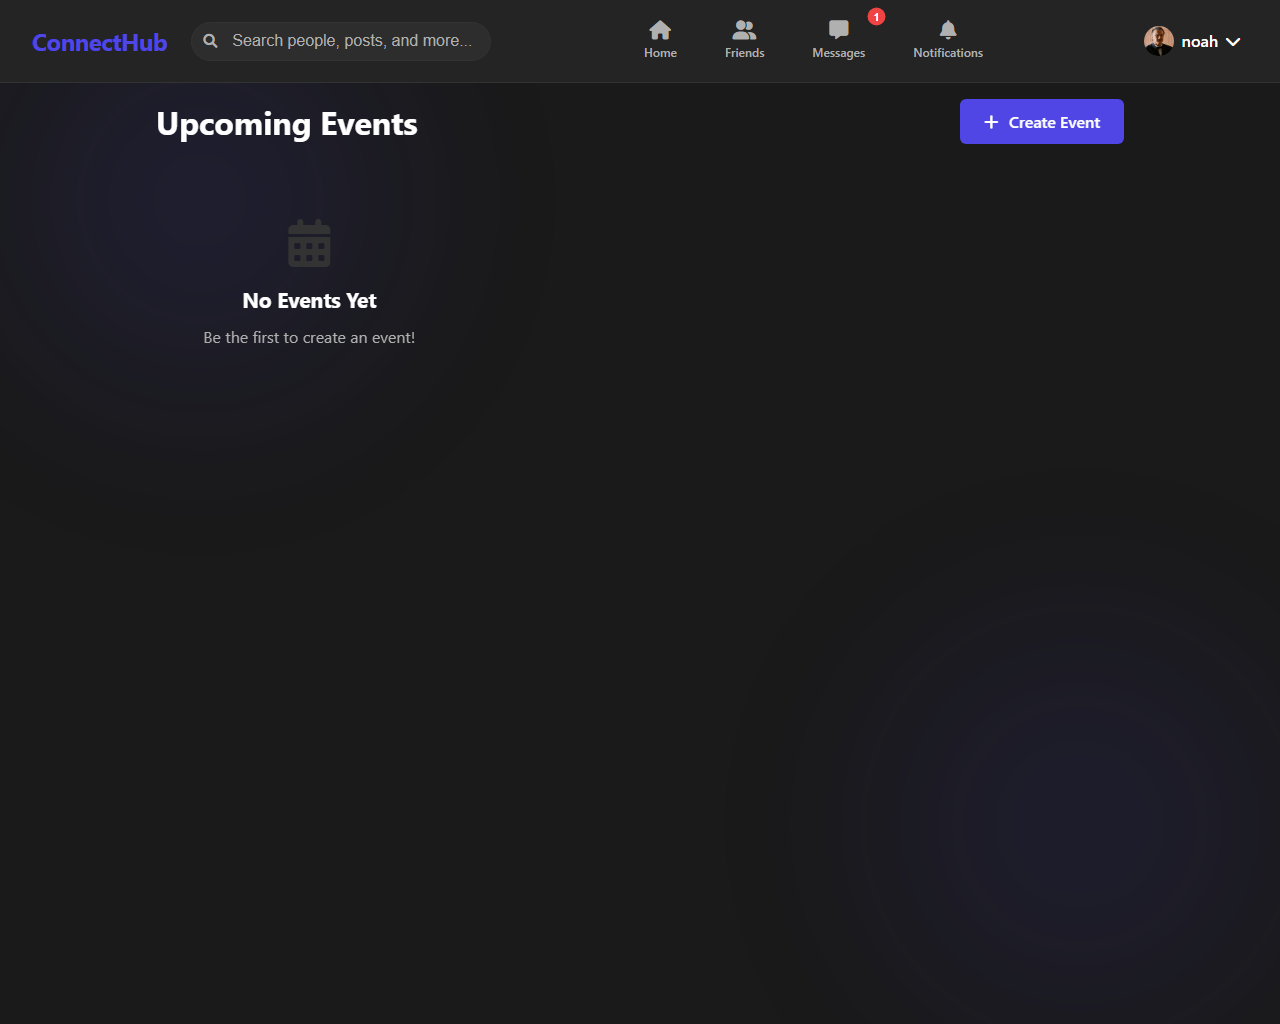 ConnectHub
Search people, posts, and more...
Home
Friends
Messages
1
Notifications
noah
Upcoming Events
Create Event
No Events Yet
Be the first to create an event!